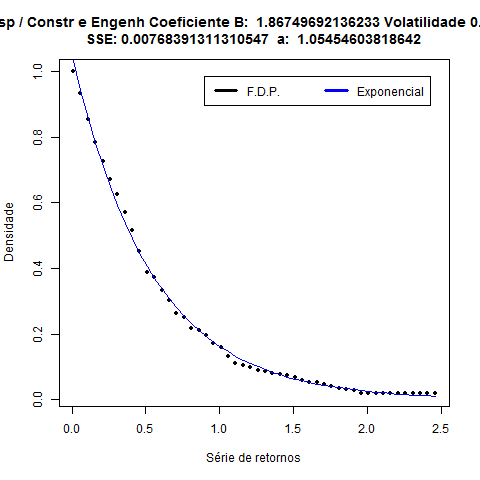 sp / Constr e Engenh Coeficiente B: 1.86749692136233 Volatilidade 0.
SSE: 0.00768391311310547 a: 1.05454603818642
F.D.P.
Exponencial
1.0
0.8
0.6
0.4
0.2
0.0
Densidade
0.0 0.5 1.0 1.5 2.0 2.5
Série de retornos